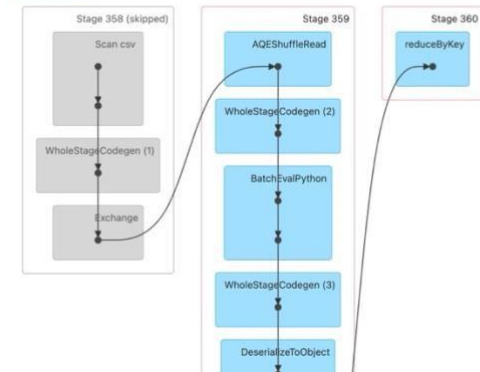 Stage 358 (skipped)
Scan csv
WholeStageCodegen (1)
Exchange
Stage 359
AQEShuffleRead
WholeStageCodegen (2)
BatchEvalPython
WholeStageCodegen (3)
DeserializeToObject
Stage 360
reduceByKey